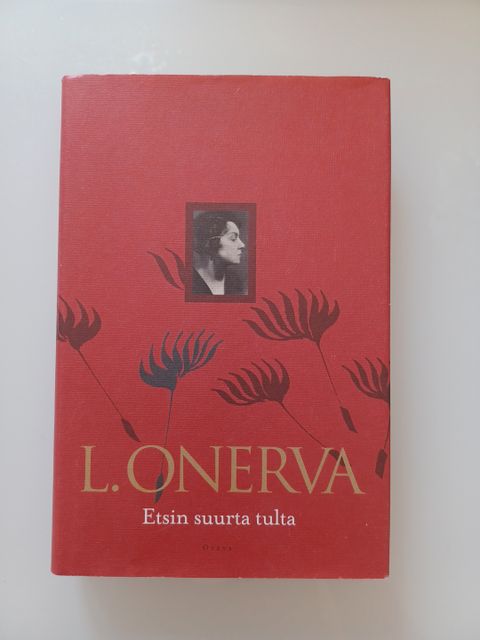 L. ONERVA
Etsin suurta tulta
OTAVA